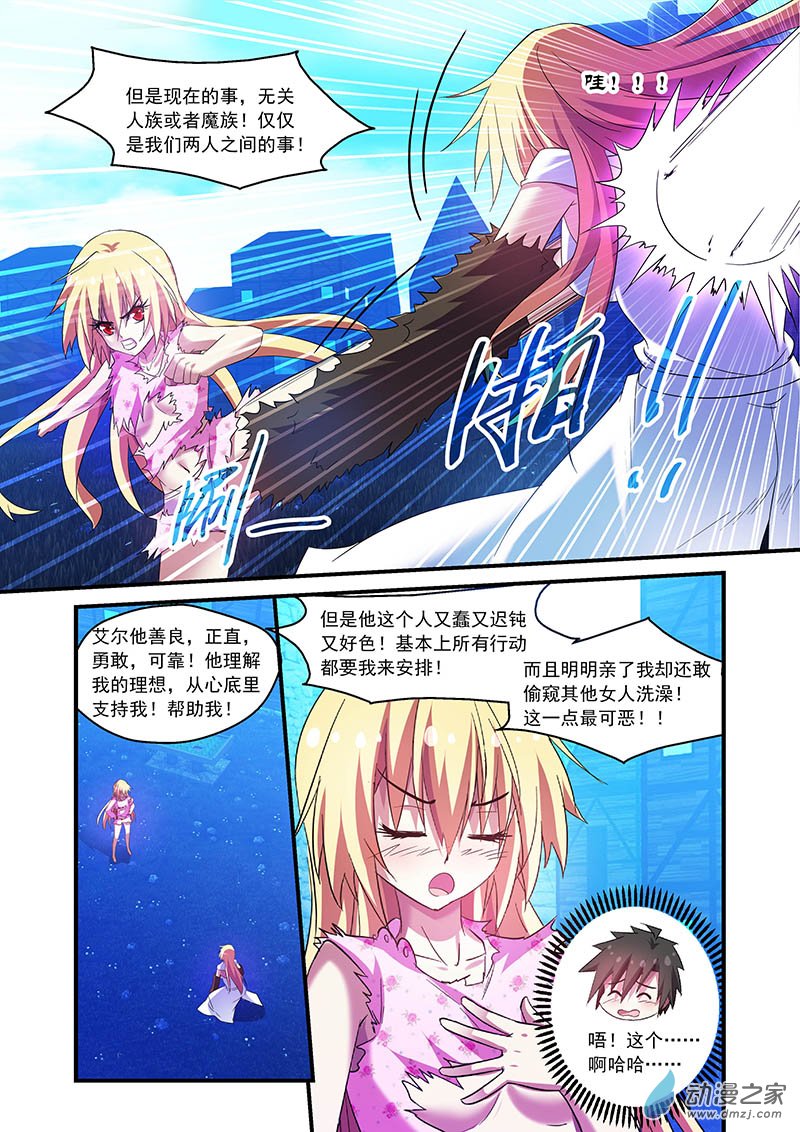 但是现在的事，无关
人族或者魔族！仅仅
是我们两人之间的事！
哇！！！
唰—
艾尔他善良，正直，
勇敢，可靠！他理解
我的理想，从心底里
支持我！帮助我！
但是他这个人又蠢又迟钝
又好色！基本上所有行动
都要我来安排！
而且明明亲了我却还敢
偷窥其他女人洗澡！
这一点最可恶！！
唔！这个……
啊哈哈……
动漫之家
www.dmzj.com